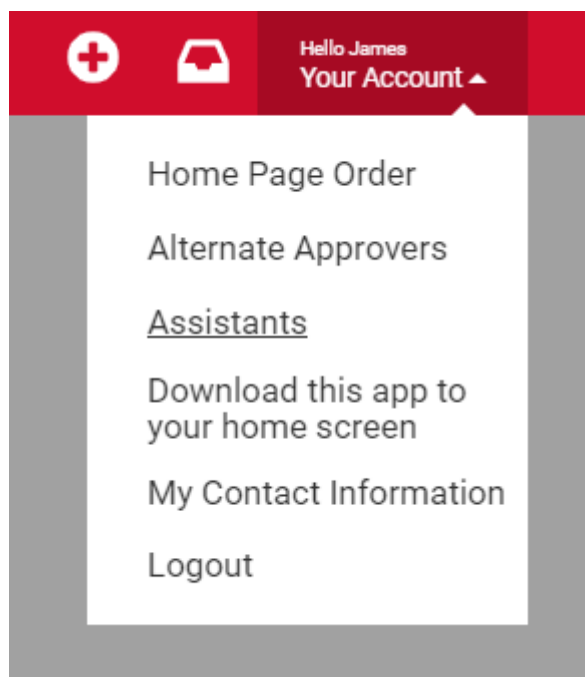 Hello James
Your Account
Home Page Order
Alternate Approvers
Assistants
Download this app to
your home screen
My Contact Information
Logout